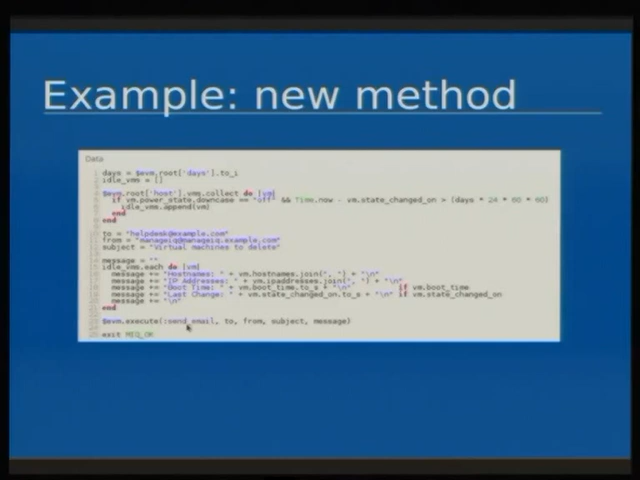 Example: new method
Data
days = $evm.root['days'].to_i
idle_vms = []
$evm.root['host'].vms.collect do |vm|
if vm.power_state.downcase == "off" && Time.now - vm.state_changed_on > (days * 24 * 60 * 60)
idle_vms.append(vm)
end
end
to = "helpdesk@example.com"
from = "manageiq@manageiq.example.com"
subject = "Virtual machines to delete"
message = ""
idle_vms.each do |vm|
message += "Hostnames: " + vm.hostnames.join(", ") + "\n"
message += "IP Addresses: " + vm.ipaddresses.join(", ") + "\n"
message += "Boot Time: " + vm.boot_time.to_s + "\n" if vm.boot_time
message += "Last Change: " + vm.state_changed_on.to_s + "\n" if vm.state_changed_on
message += "\n"
end
$evm.execute(:send_email, to, from, subject, message)
exit MIQ_OK